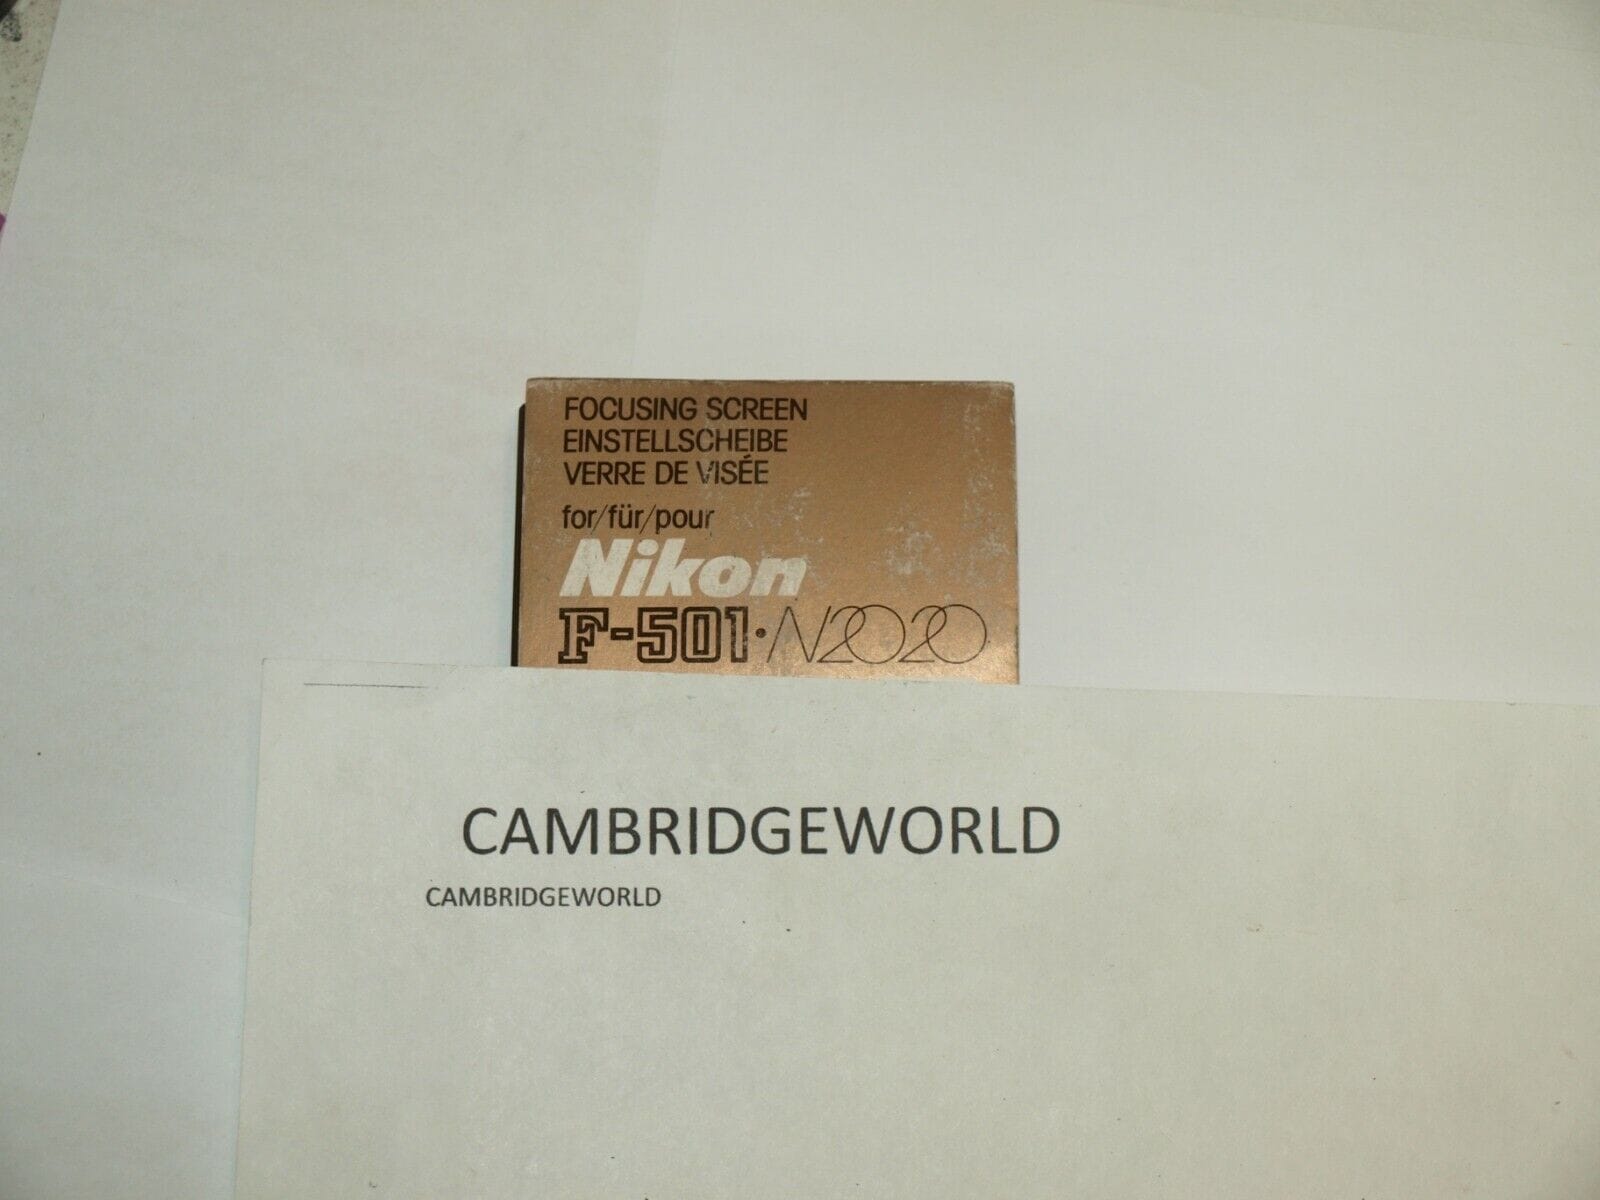 FOCUSING SCREEN
EINSTELLSCHEIBE
VERRE DE VISÉE
for/für/pour
Nikon
F-501·N2020
CAMBRIDGEWORLD
CAMBRIDGEWORLD